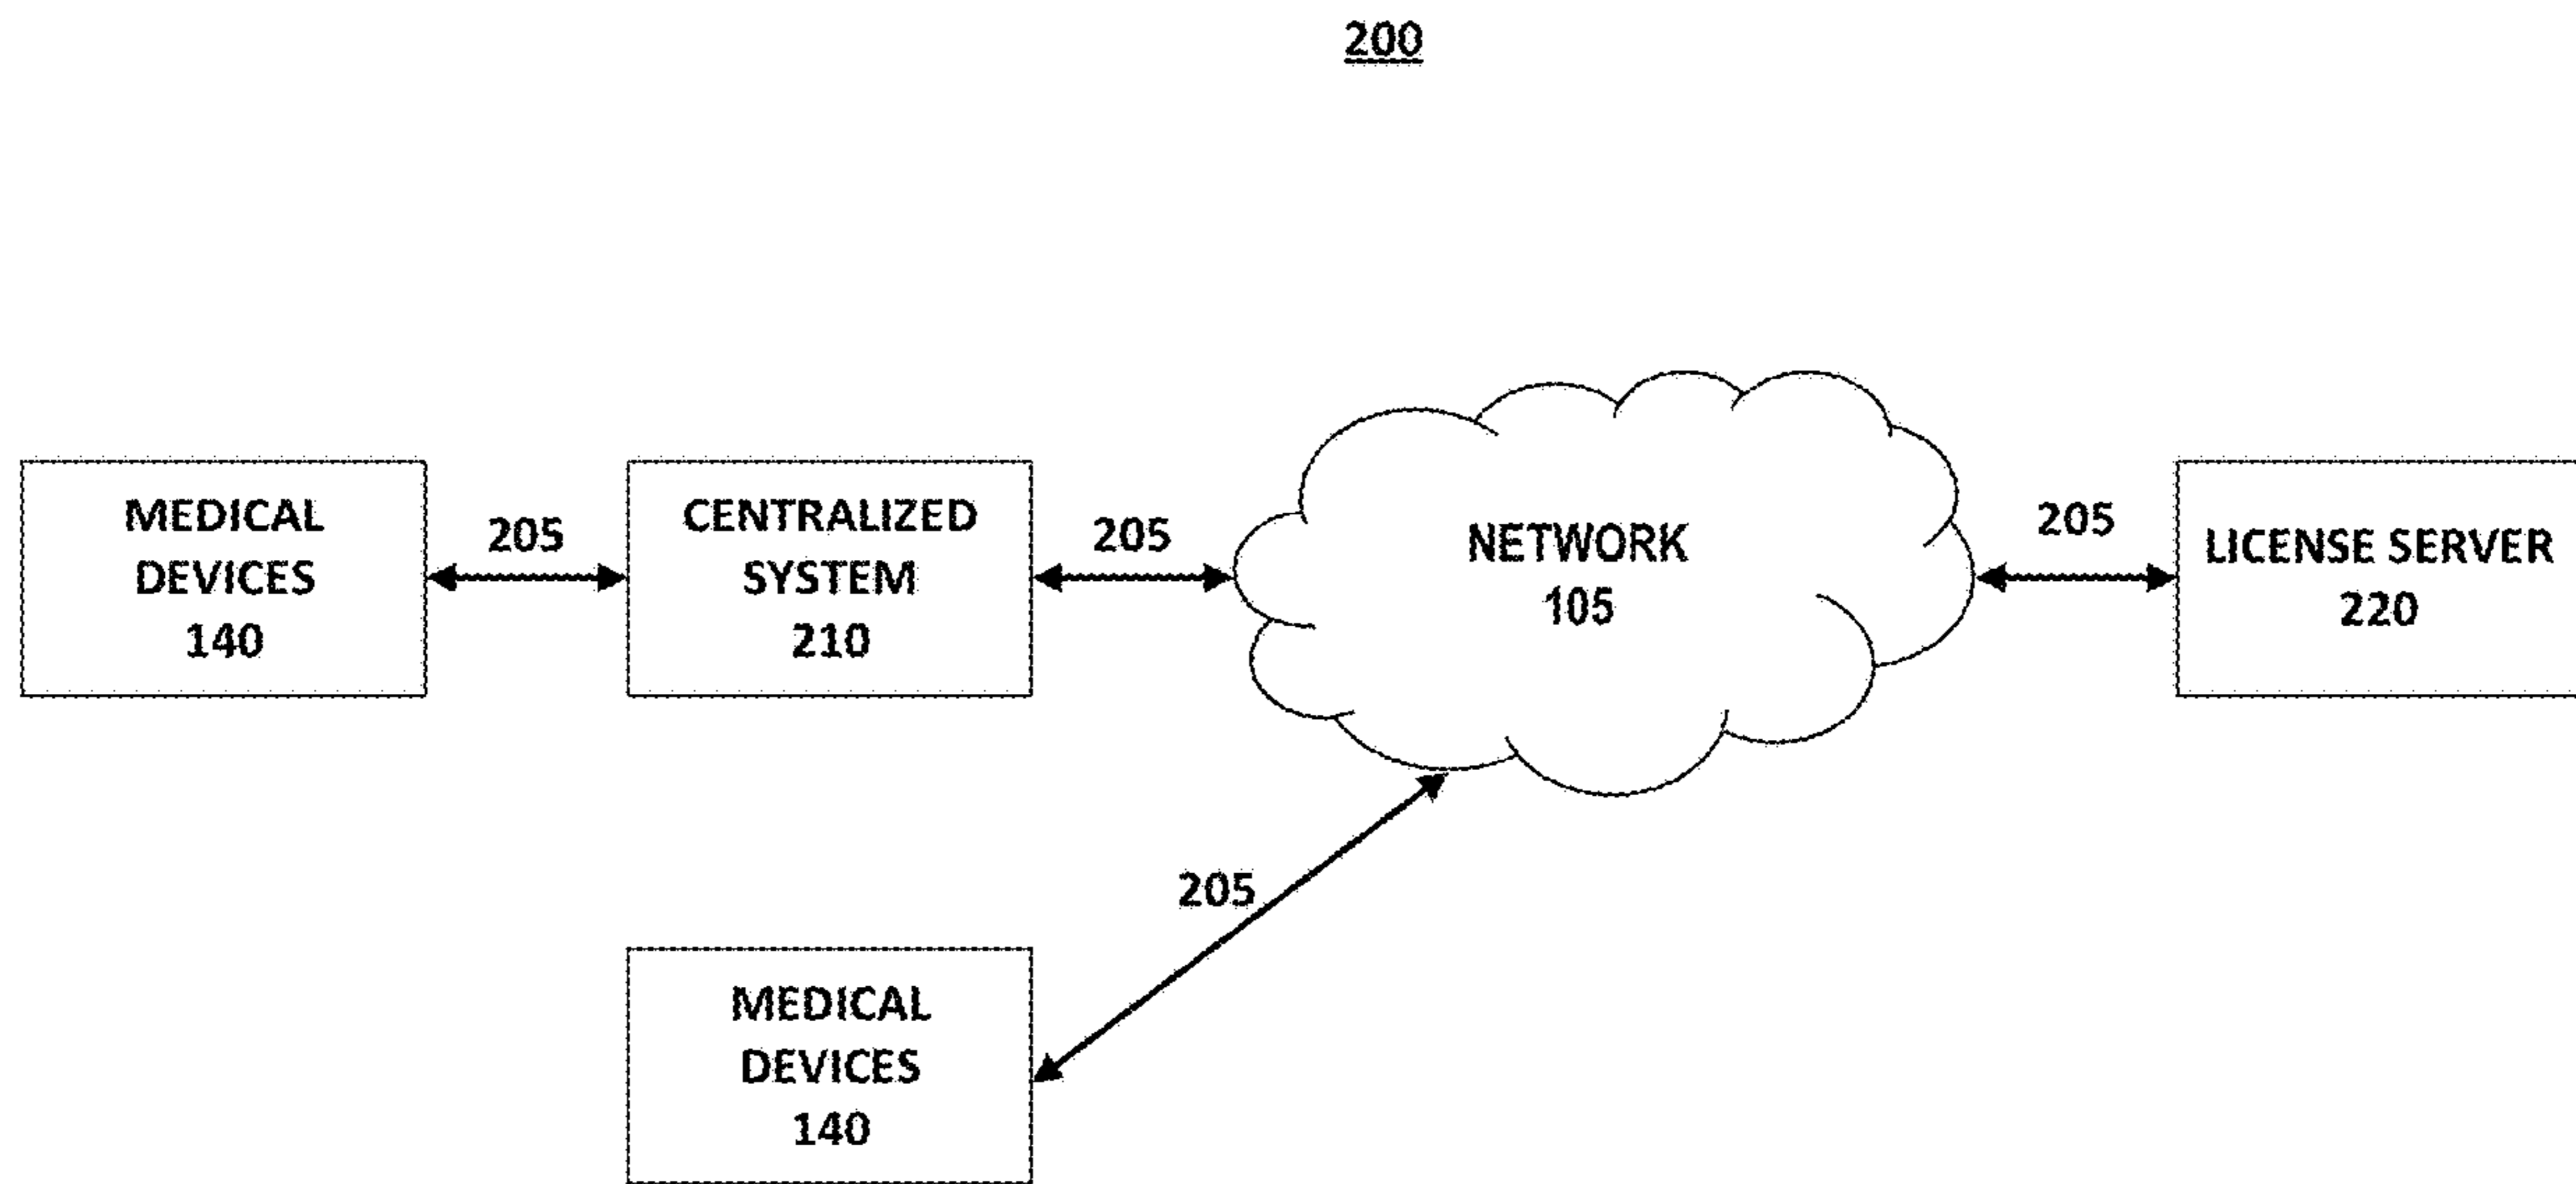 200
MEDICAL
DEVICES
140
205
CENTRALIZED
SYSTEM
210
205
NETWORK
105
205
LICENSE SERVER
220
205
MEDICAL
DEVICES
140